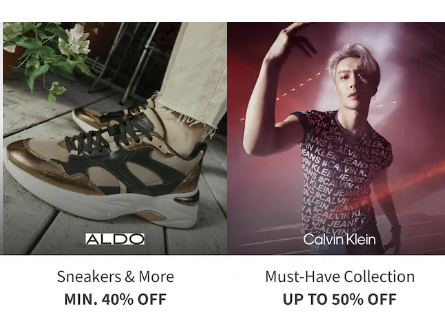 ALDO
Calvin Klein
Sneakers & More
MIN. 40% OFF
Must-Have Collection
UP TO 50% OFF